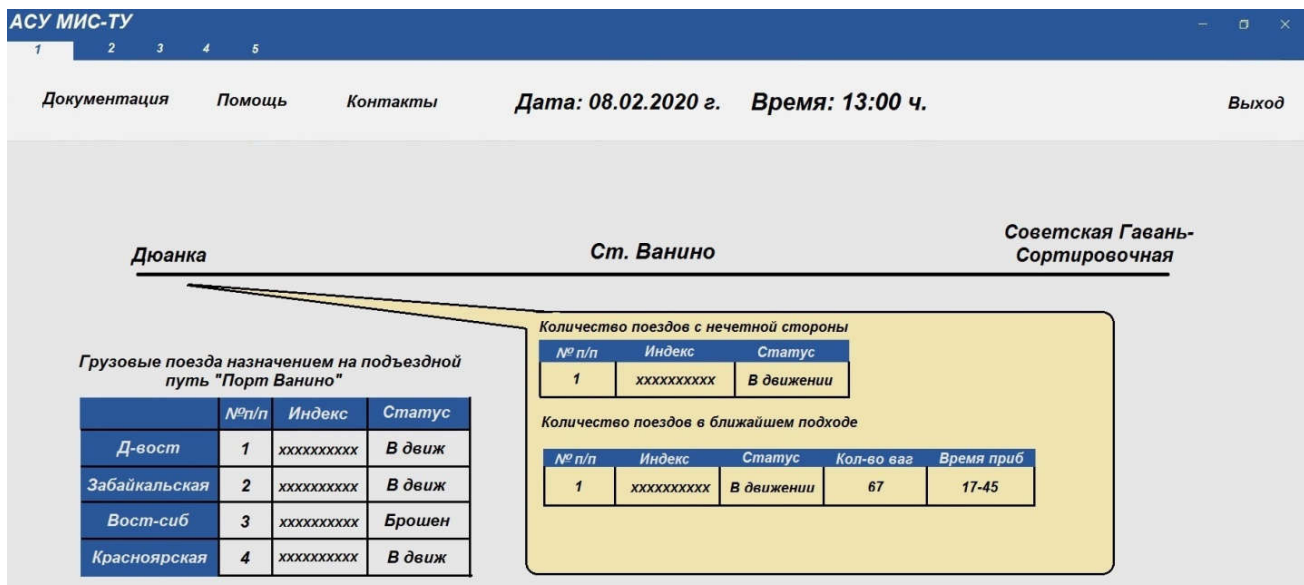 АСУ МИС-ТУ
1 2 3 4 5
Документация Помощь Контакты Дата: 08.02.2020 г. Время: 13:00 ч. Выход
Дюанка Ст. Ванино Советская Гавань-
Сортировочная
Количество поездов с нечетной стороны
№ п/п Индекс Статус
1 xxxxxxxxxx В движении
Количество поездов в ближайшем подходе
№ п/п Индекс Статус Кол-во ваг Время приб
1 xxxxxxxxxx В движении 67 17-45
Грузовые поезда назначением на подъездной
путь "Порт Ванино"
№п/п Индекс Статус
Д-вост 1 xxxxxxxxxx В движ
Забайкальская 2 xxxxxxxxxx В движ
Вост-сиб 3 xxxxxxxxxx Брошен
Красноярская 4 xxxxxxxxxx В движ